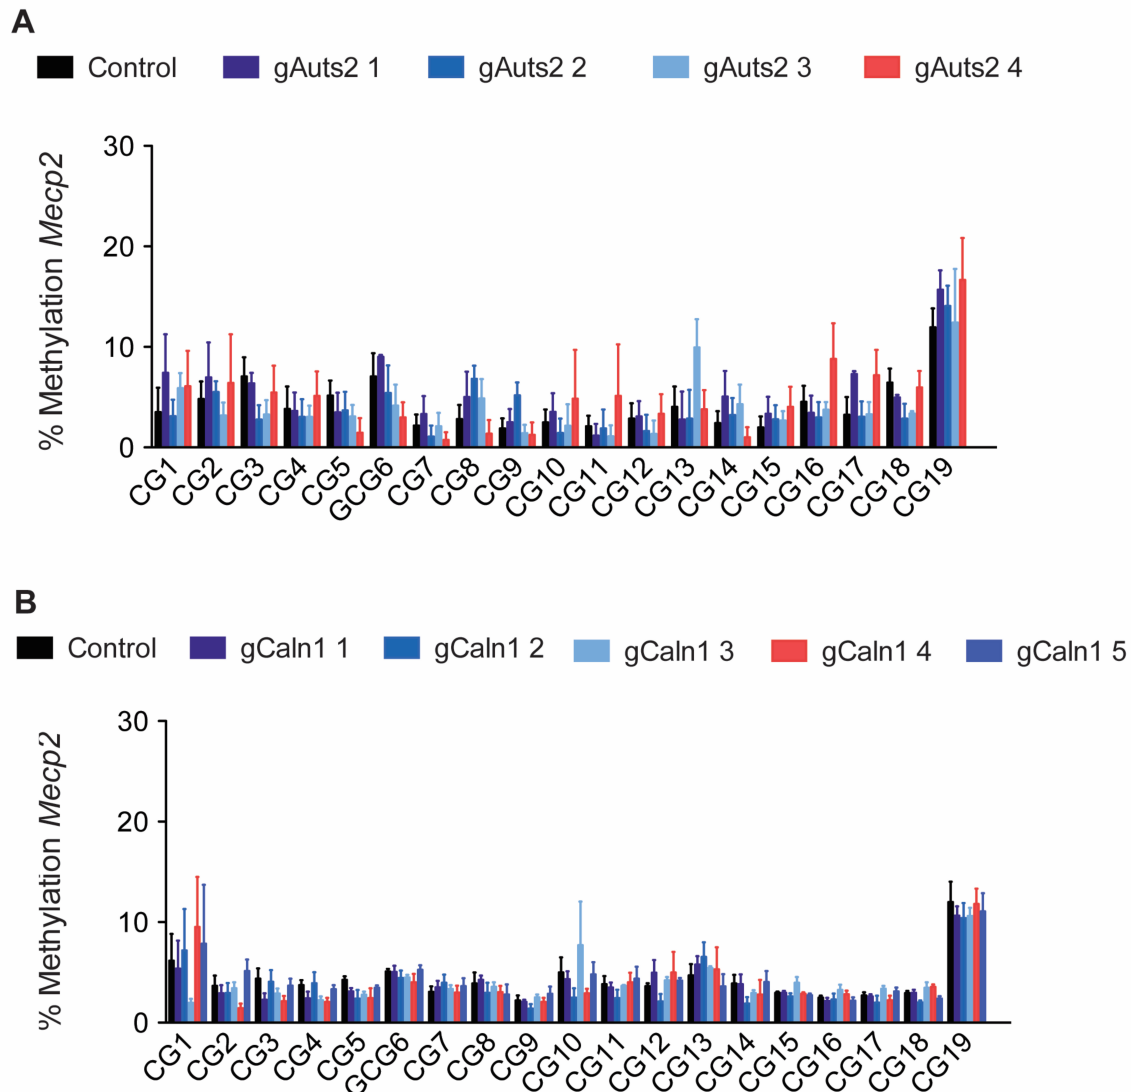 A
Control gAuts2 1 gAuts2 2 gAuts2 3 gAuts2 4
30
20
10
0
% Methylation Mecp2
CG1 CG2 CG3 CG4 CG5 GCG6 CG7 CG8 CG9 CG10 CG11 CG12 CG13 CG14 CG15 CG16 CG17 CG18 CG19
B
Control gCaln1 1 gCaln1 2 gCaln1 3 gCaln1 4 gCaln1 5
30
20
10
0
% Methylation Mecp2
CG1 CG2 CG3 CG4 CG5 GCG6 CG7 CG8 CG9 CG10 CG11 CG12 CG13 CG14 CG15 CG16 CG17 CG18 CG19